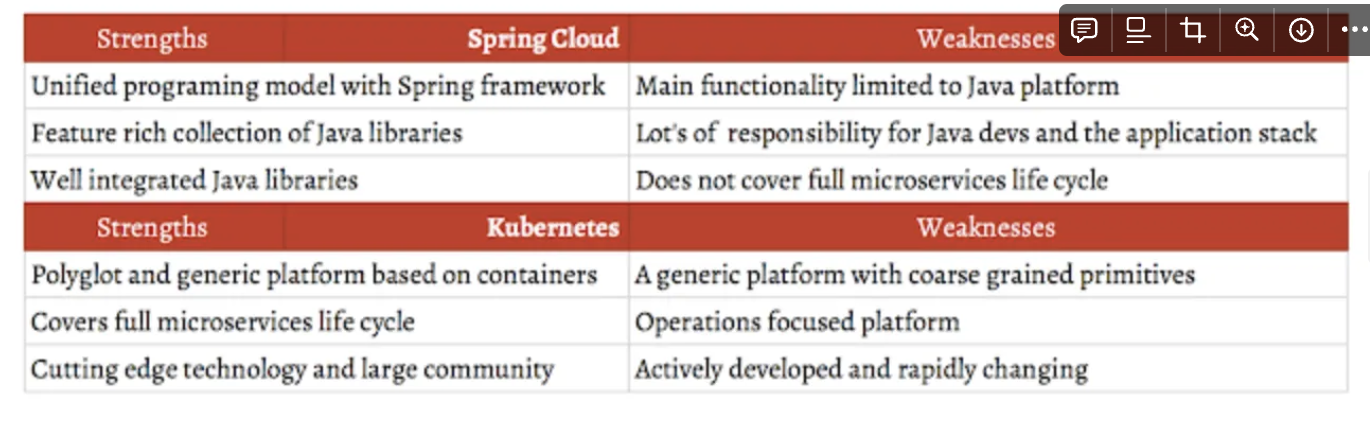 Strengths Spring Cloud Weaknesses
Unified programing model with Spring framework Main functionality limited to Java platform
Feature rich collection of Java libraries Lot's of responsibility for Java devs and the application stack
Well integrated Java libraries Does not cover full microservices life cycle
Strengths Kubernetes Weaknesses
Polyglot and generic platform based on containers A generic platform with coarse grained primitives
Covers full microservices life cycle Operations focused platform
Cutting edge technology and large community Actively developed and rapidly changing